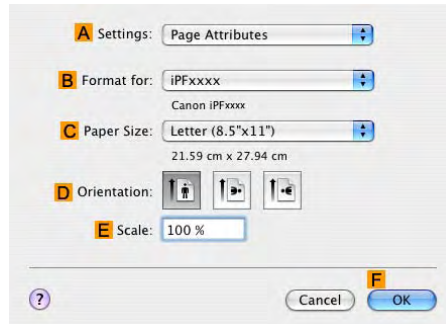 A Settings: Page Attributes
B Format for: iPFxxxx
Canon iPFxxxx
C Paper Size: Letter (8.5"x11")
21.59 cm x 27.94 cm
D Orientation:
E Scale: 100 %
F
? Cancel OK